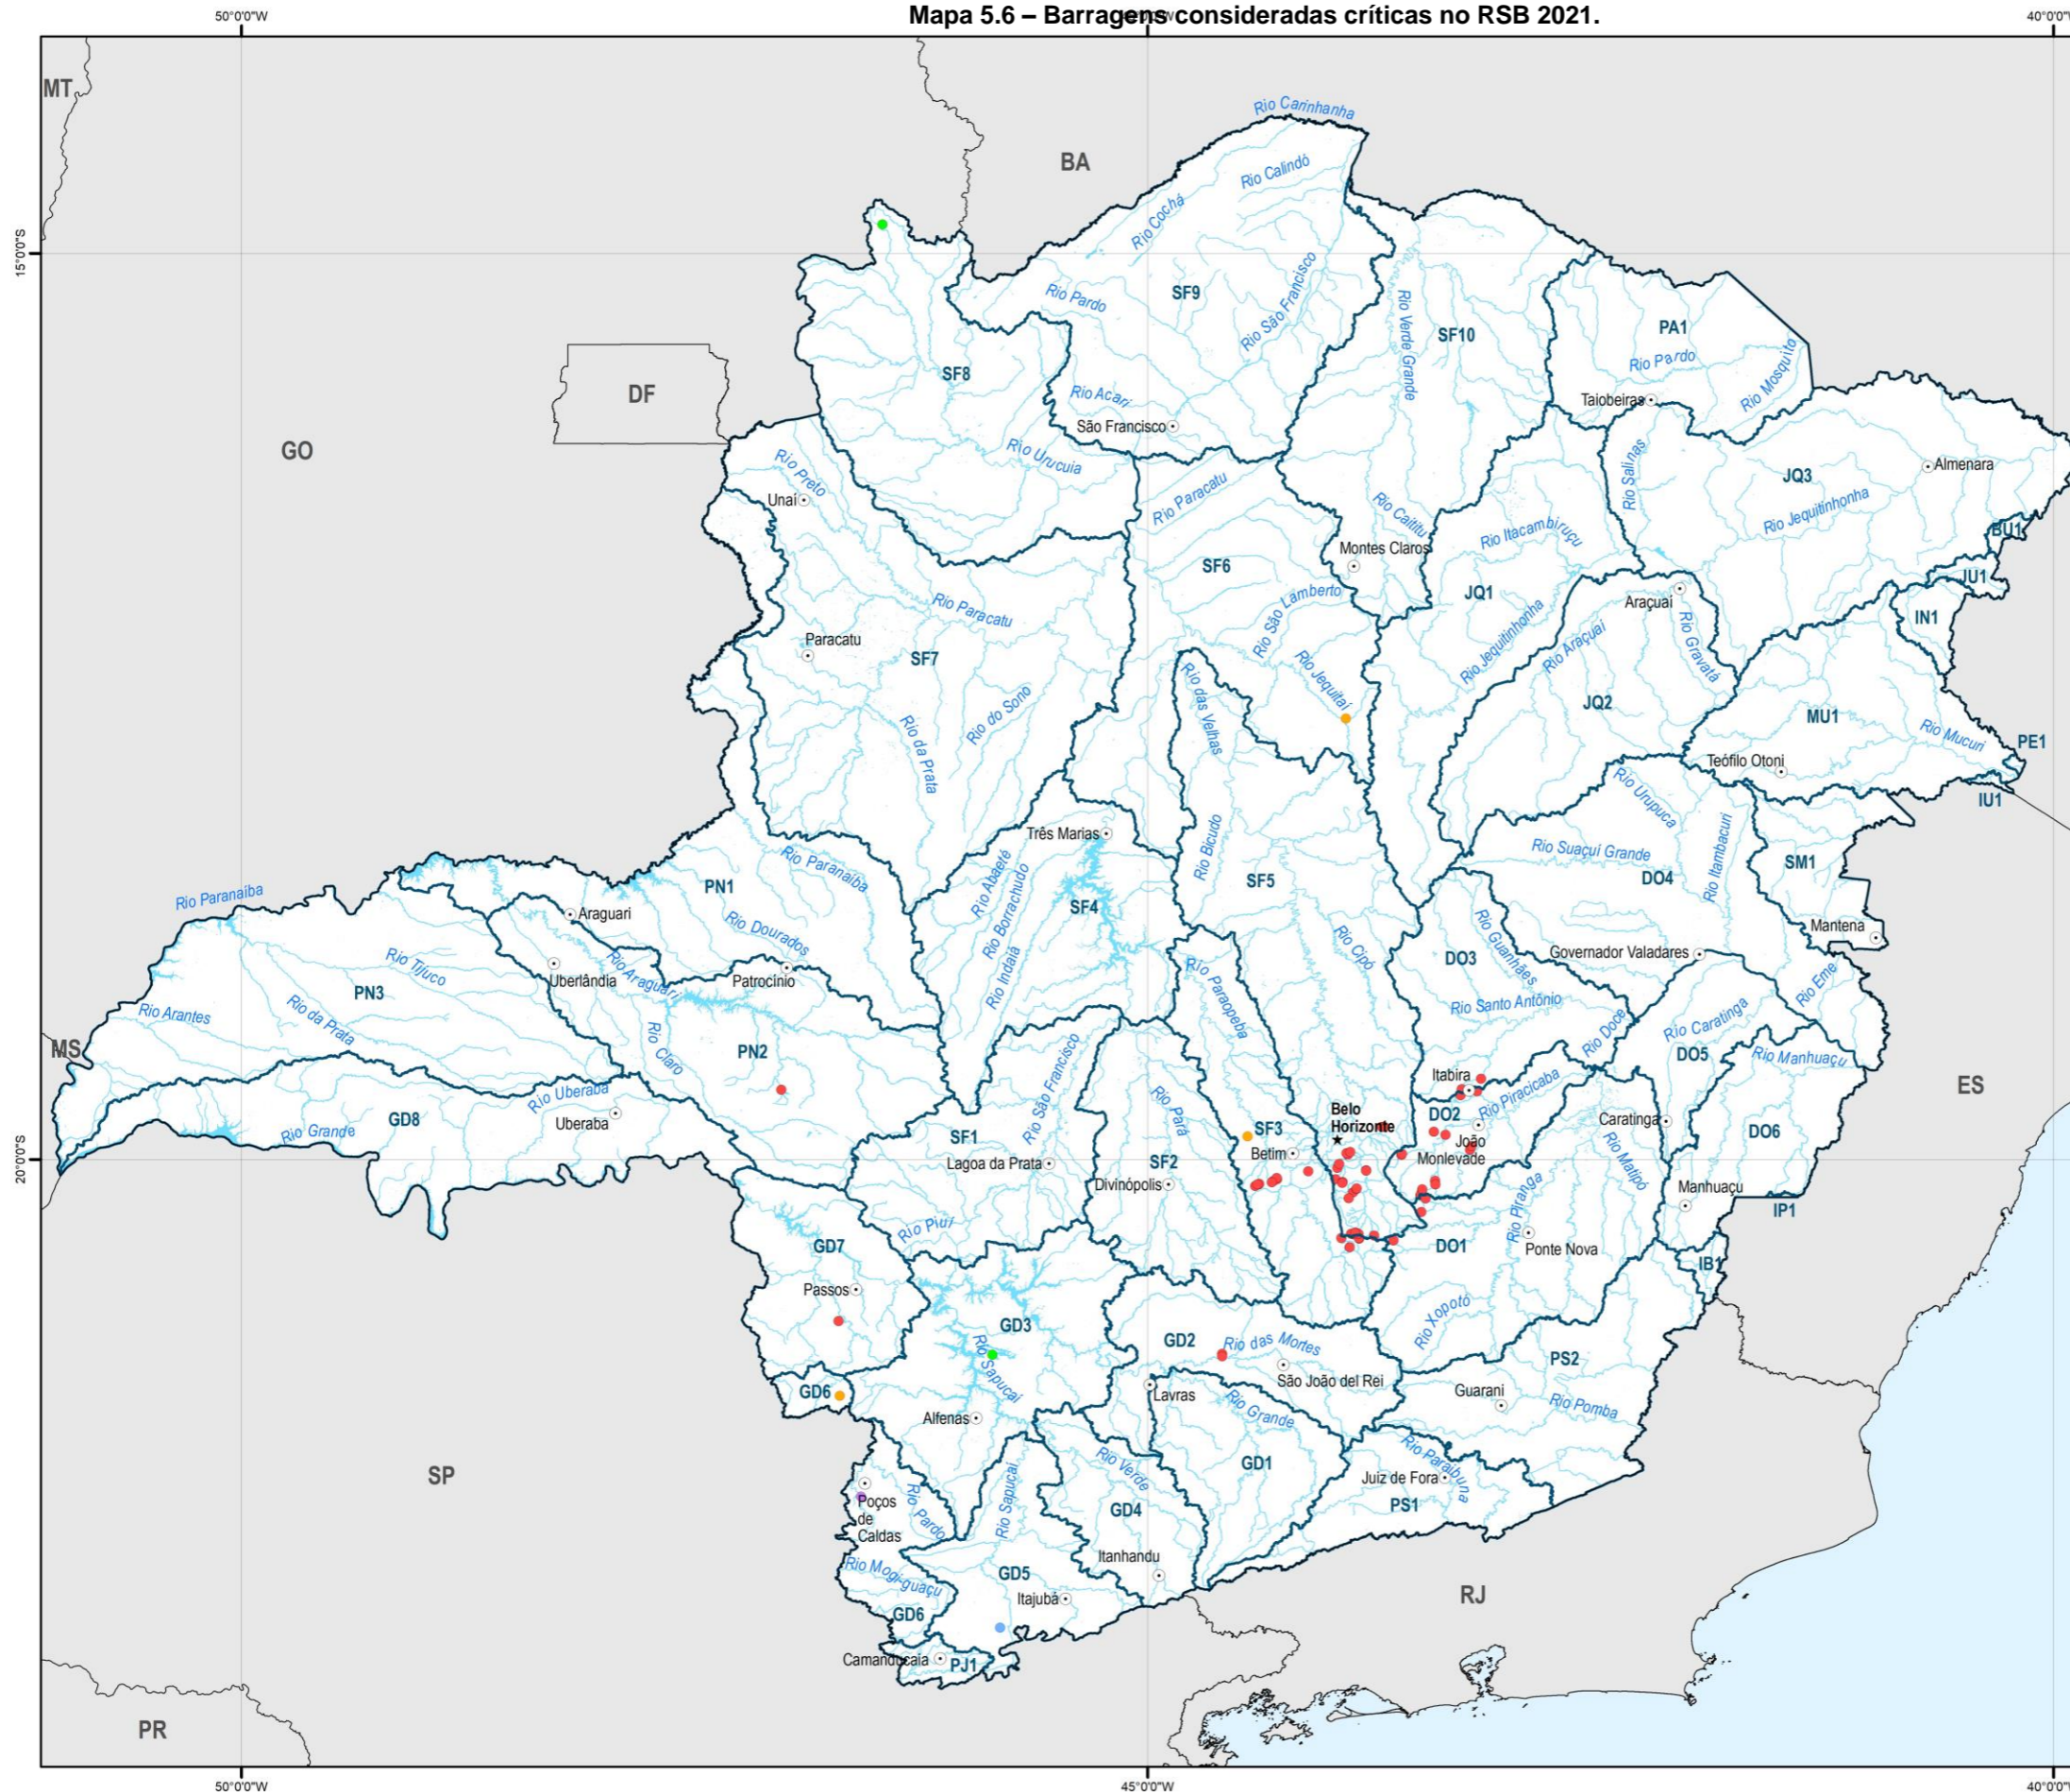 Mapa 5.6 – Barragens consideradas críticas no RSB 2021.
50°0'0"W
40°0'0"W
MT
Rio Carinhanha
BA
Rio Calindó
Rio Cochá
15°0'0"S
Rio Pardo
SF9
Rio São Francisco
Rio Verde Grande
SF10
PA1
Rio Pardo
Rio Mosquito
DF
SF8
Rio Acari
Taiobeiras
São Francisco
GO
Rio Urucuia
Rio Preto
Unaí
Rio Paracatu
Rio Salinas
JQ3
Almenara
Rio Jequitinhonha
Rio Caititu
Rio Itacambiruçu
BU1
Montes Claros
SF6
JU1
JQ1
Araçuaí
IN1
Rio São Lamberto
Rio Paracatu
Paracatu
SF7
Rio Jequitinhonha
Rio Araçuaí
Rio Gravatá
Rio Jequitaí
Rio das Velhas
Rio do Sono
Rio da Prata
JQ2
MU1
Rio Mucuri
PE1
Teófilo Otoni
IU1
Rio Urupuca
Três Marias
Rio Bicudo
Rio Suaçuí Grande
Rio Itambacuri
SM1
Rio Paranaíba
PN1
Rio Abaeté
Rio Borrachudo
SF4
SF5
DO4
Rio Paranaíba
Araguari
Rio Dourados
Rio Guanhães
Mantena
Rio Indaiá
Rio Cipó
DO3
Governador Valadares
Rio Tijuco
Uberlândia
Rio Araguari
Patrocínio
Rio Paraopeba
Rio Eme
PN3
Rio Arantes
Rio da Prata
Rio Santo Antônio
Rio Caratinga
MS
Rio Claro
PN2
Rio São Francisco
Rio Doce
DO5
Rio Manhuaçu
Itabira
Rio Uberaba
Rio Pará
Rio Piracicaba
ES
GD8
Uberaba
Belo
Horizonte
DO2
Caratinga
Rio Grande
SF1
SF3
João
Monlevade
DO6
20°0'0"S
Lagoa da Prata
SF2
Betim
Rio Matipó
Divinópolis
Manhuaçu
Rio Piranga
IP1
Rio Piuí
GD7
DO1
Ponte Nova
IB1
Passos
Rio Xopotó
GD3
GD2
Rio das Mortes
Rio Sapucaí
PS2
São João del Rei
GD6
Lavras
Guarani
Rio Pomba
Alfenas
Rio Grande
Rio Verde
GD1
Rio Paraibuna
SP
Juiz de Fora
Poços
de
Caldas
Rio Pardo
Rio Sapucaí
GD4
PS1
Itanhandu
Rio Mogi-guaçu
GD5
Itajubá
RJ
GD6
Camanducaia
PJ1
PR
50°0'0"W
45°0'0"W
40°0'0"W